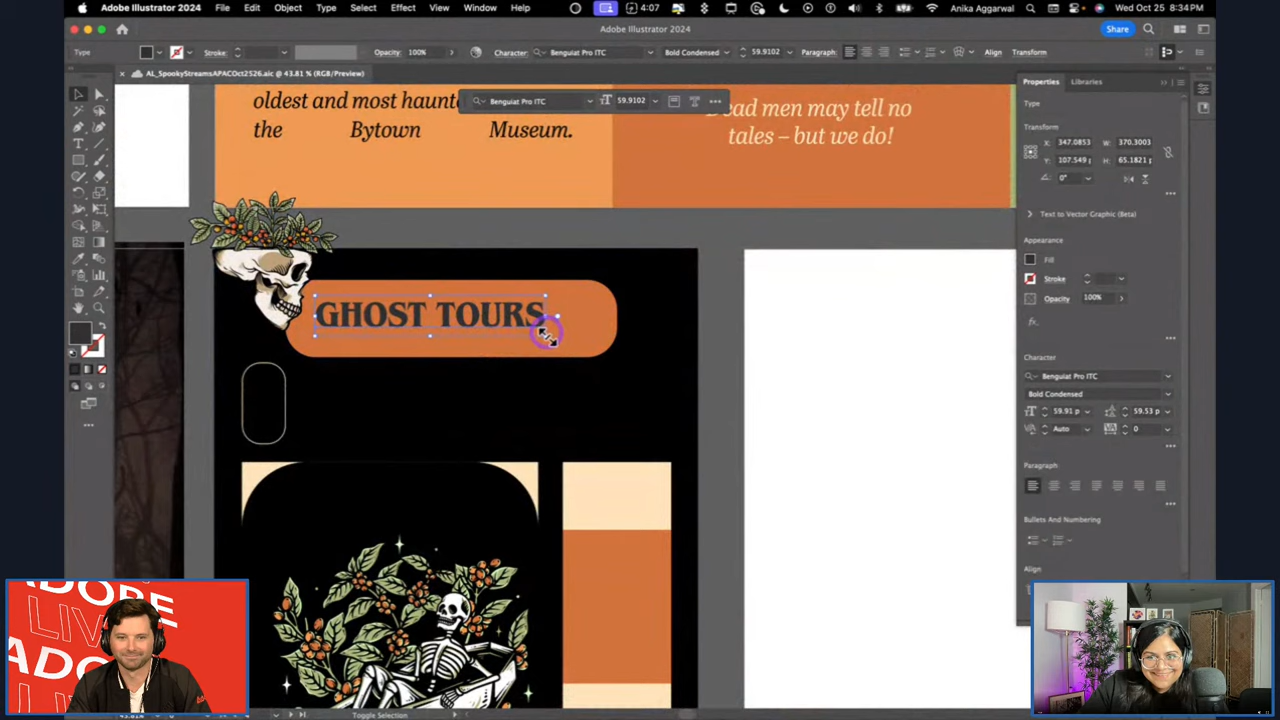 Adobe Illustrator 2024 File Edit Object Type Select Effect View Window Help 4:07 Anika Aggarwal Wed Oct 25 8:34PM
Adobe Illustrator 2024 Share
Type Stroke: Opacity: 100% Character: Benguiat Pro ITC Bold Condensed 59.9102 Paragraph: Align Transform
AL_SpookyStreamsAPACOct2526.aic @ 43.81 % (RGB/Preview)
Properties Libraries
Benguiat Pro ITC 59.9102
Type
Transform
X: 347.0853 W: 370.3003
Y: 107.549 H: 65.1821 p
0°
Text to Vector Graphic (Beta)
Appearance
Fill
Stroke
Opacity 100%
Character
Benguiat Pro ITC
Bold Condensed
59.91 p 59.53 p
Auto 0
Paragraph
Bullets And Numbering
Align
oldest and most haunte
the Bytown Museum.
Dead men may tell no
tales – but we do!
GHOST TOURS
Toggle Selection
ADOBE
LIV
ADO